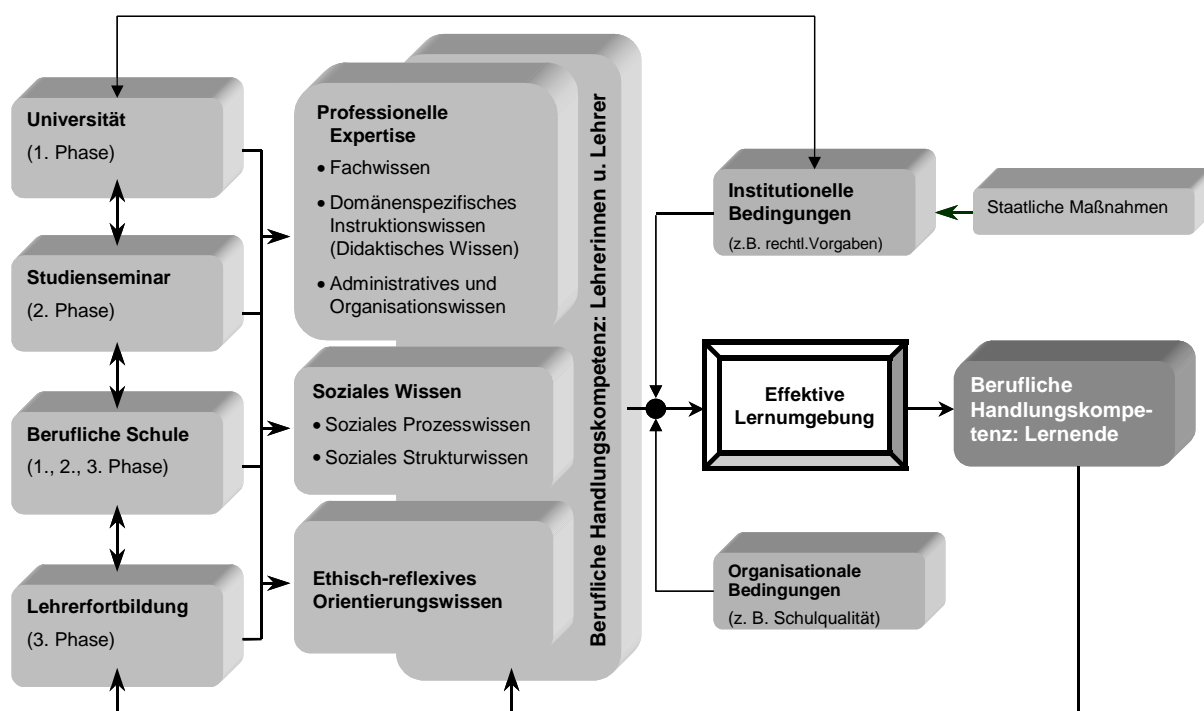 Universität
(1. Phase)
Studienseminar
(2. Phase)
Berufliche Schule
(1., 2., 3. Phase)
Lehrerfortbildung
(3. Phase)
Professionelle
Expertise
• Fachwissen
• Domänenspezifisches
Instruktionswissen
(Didaktisches Wissen)
• Administratives und
Organisationswissen
Soziales Wissen
• Soziales Prozesswissen
• Soziales Strukturwissen
Ethisch-reflexives
Orientierungswissen
Berufliche Handlungskompetenz: Lehrerinnen u. Lehrer
Institutionelle
Bedingungen
(z.B. rechtl.Vorgaben)
Staatliche Maßnahmen
Effektive
Lernumgebung
Berufliche
Handlungskompe-
tenz: Lernende
Organisationale
Bedingungen
(z. B. Schulqualität)